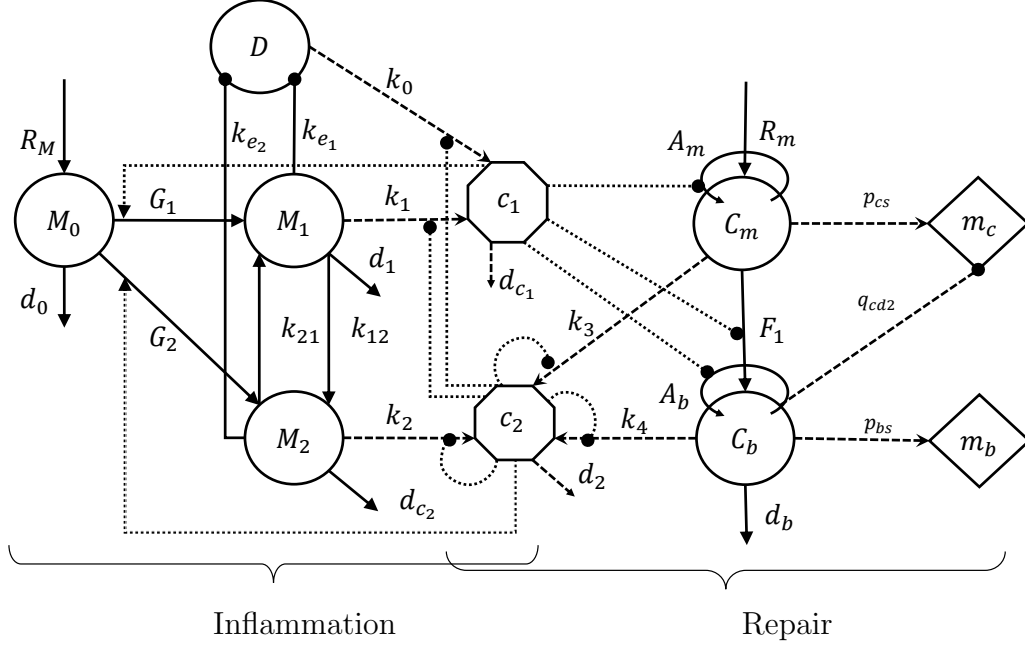 D
k_0
R_M
k_{e_2}
k_{e_1}
A_m
R_m
M_0
G_1
M_1
k_1
c_1
C_m
p_{cs}
m_c
d_0
d_1
d_{c_1}
q_{cd2}
G_2
k_{21}
k_{12}
k_3
F_1
M_2
k_2
c_2
k_4
A_b
C_b
p_{bs}
m_b
d_{c_2}
d_2
d_b
Inflammation
Repair